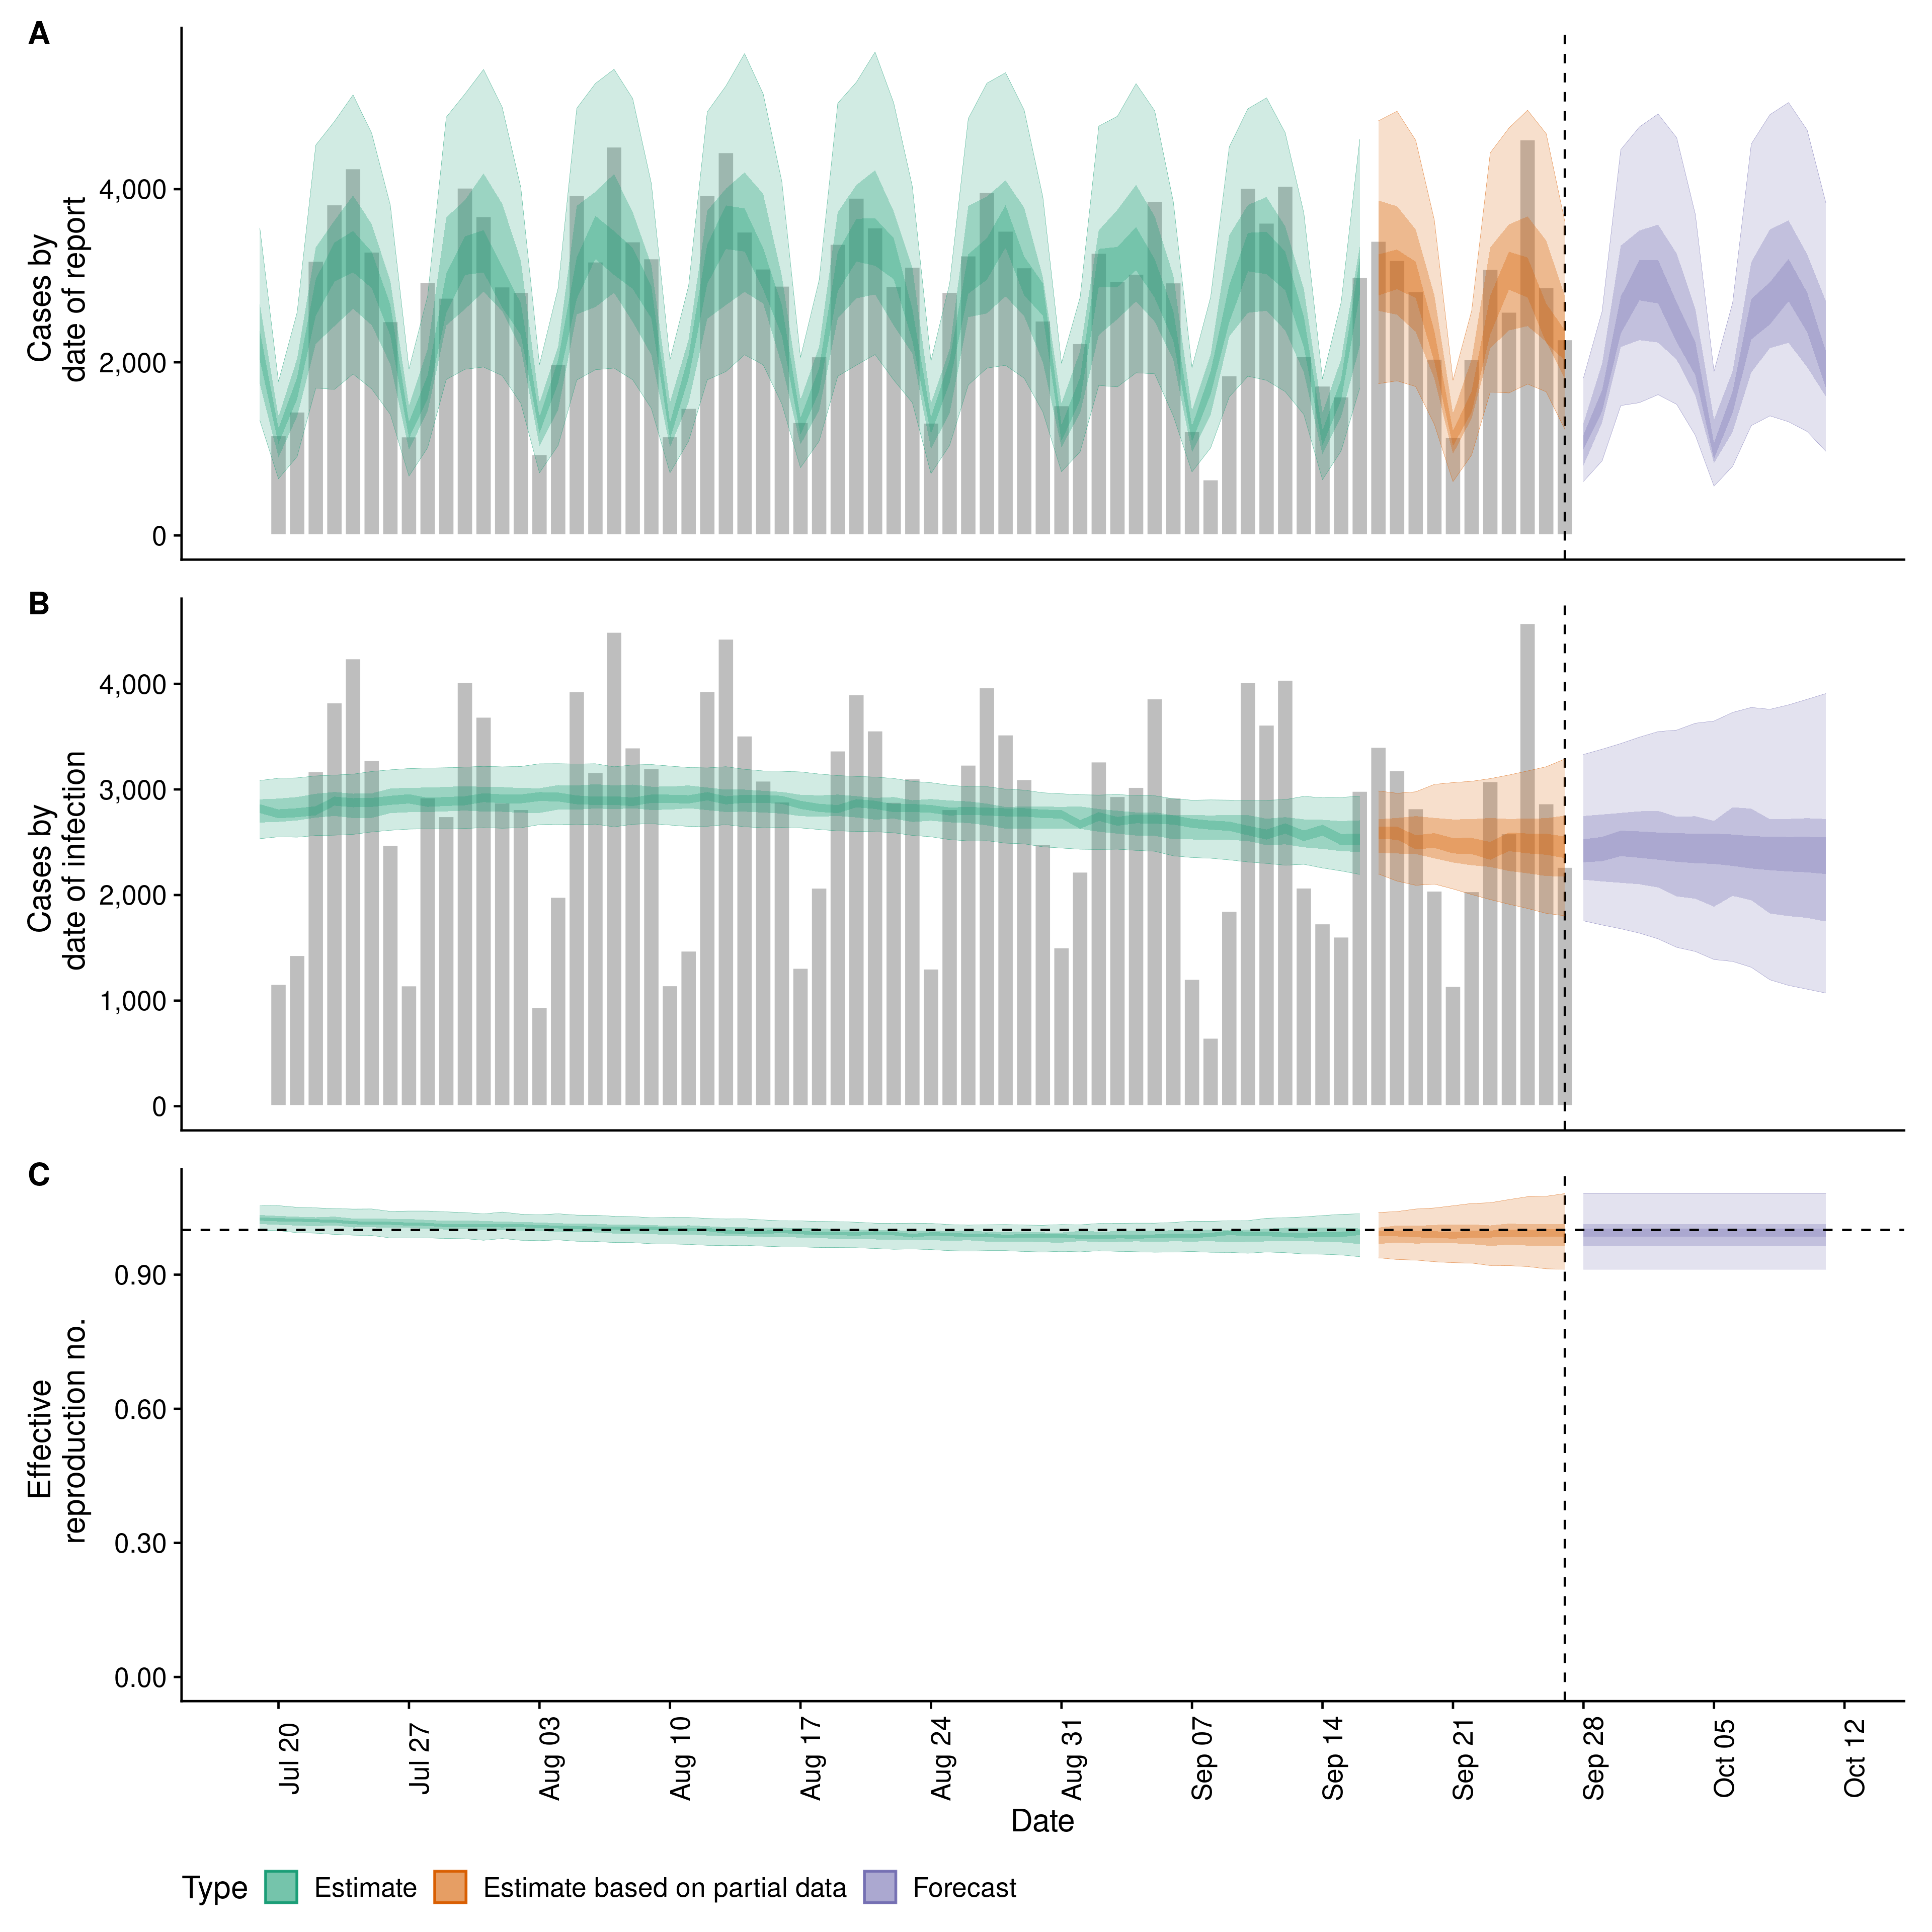 A
Cases by
date of report
4,000
2,000
0
B
Cases by
date of infection
4,000
3,000
2,000
1,000
0
C
Effective
reproduction no.
0.90
0.60
0.30
0.00
Jul 20
Jul 27
Aug 03
Aug 10
Aug 17
Aug 24
Aug 31
Sep 07
Sep 14
Sep 21
Sep 28
Oct 05
Oct 12
Date
Type
Estimate
Estimate based on partial data
Forecast